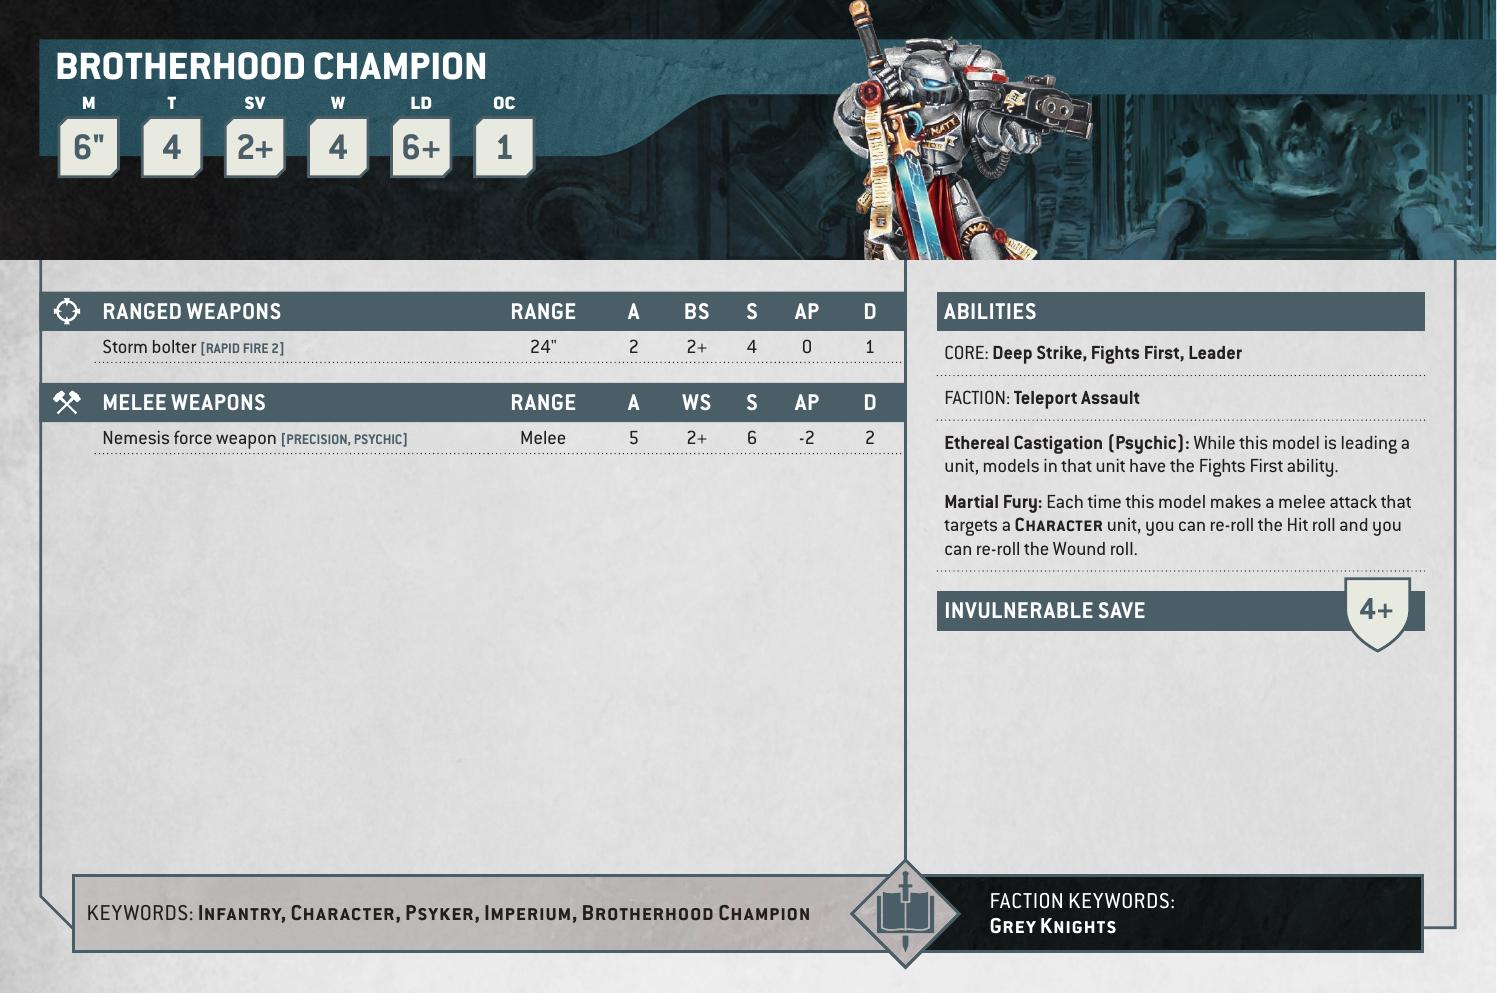 BROTHERHOOD CHAMPION
M T SV W LD OC
6" 4 2+ 4 6+ 1
RANGED WEAPONS RANGE A BS S AP D
Storm bolter [RAPID FIRE 2] 24" 2 2+ 4 0 1
MELEE WEAPONS RANGE A WS S AP D
Nemesis force weapon [PRECISION, PSYCHIC] Melee 5 2+ 6 -2 2
ABILITIES
CORE: Deep Strike, Fights First, Leader
FACTION: Teleport Assault
Ethereal Castigation (Psychic): While this model is leading a
unit, models in that unit have the Fights First ability.
Martial Fury: Each time this model makes a melee attack that
targets a CHARACTER unit, you can re-roll the Hit roll and you
can re-roll the Wound roll.
INVULNERABLE SAVE 4+
KEYWORDS: INFANTRY, CHARACTER, PSYKER, IMPERIUM, BROTHERHOOD CHAMPION
FACTION KEYWORDS:
GREY KNIGHTS